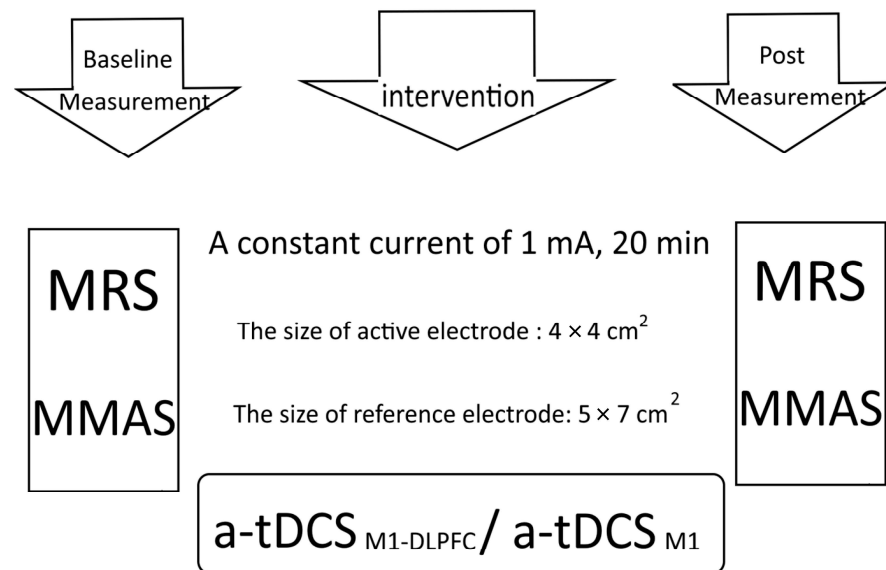 Baseline
Measurement
intervention
Post
Measurement
MRS
MMAS
A constant current of 1 mA, 20 min
The size of active electrode : 4 × 4 cm²
The size of reference electrode: 5 × 7 cm²
a-tDCS M1-DLPFC / a-tDCS M1
MRS
MMAS